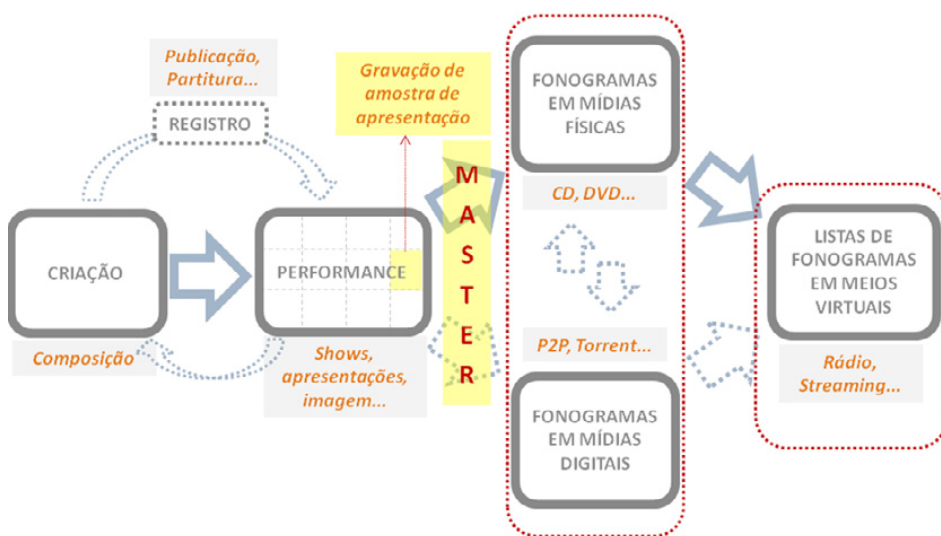 Publicação,
Partitura...
REGISTRO
Gravação de
amostra de
apresentação
CRIAÇÃO
Composição
PERFORMANCE
Shows,
apresentações,
imagem...
M
A
S
T
E
R
FONOGRAMAS
EM MÍDIAS
FÍSICAS
CD, DVD...
P2P, Torrent...
FONOGRAMAS
EM MÍDIAS
DIGITAIS
LISTAS DE
FONOGRAMAS
EM MEIOS
VIRTUAIS
Rádio,
Streaming...